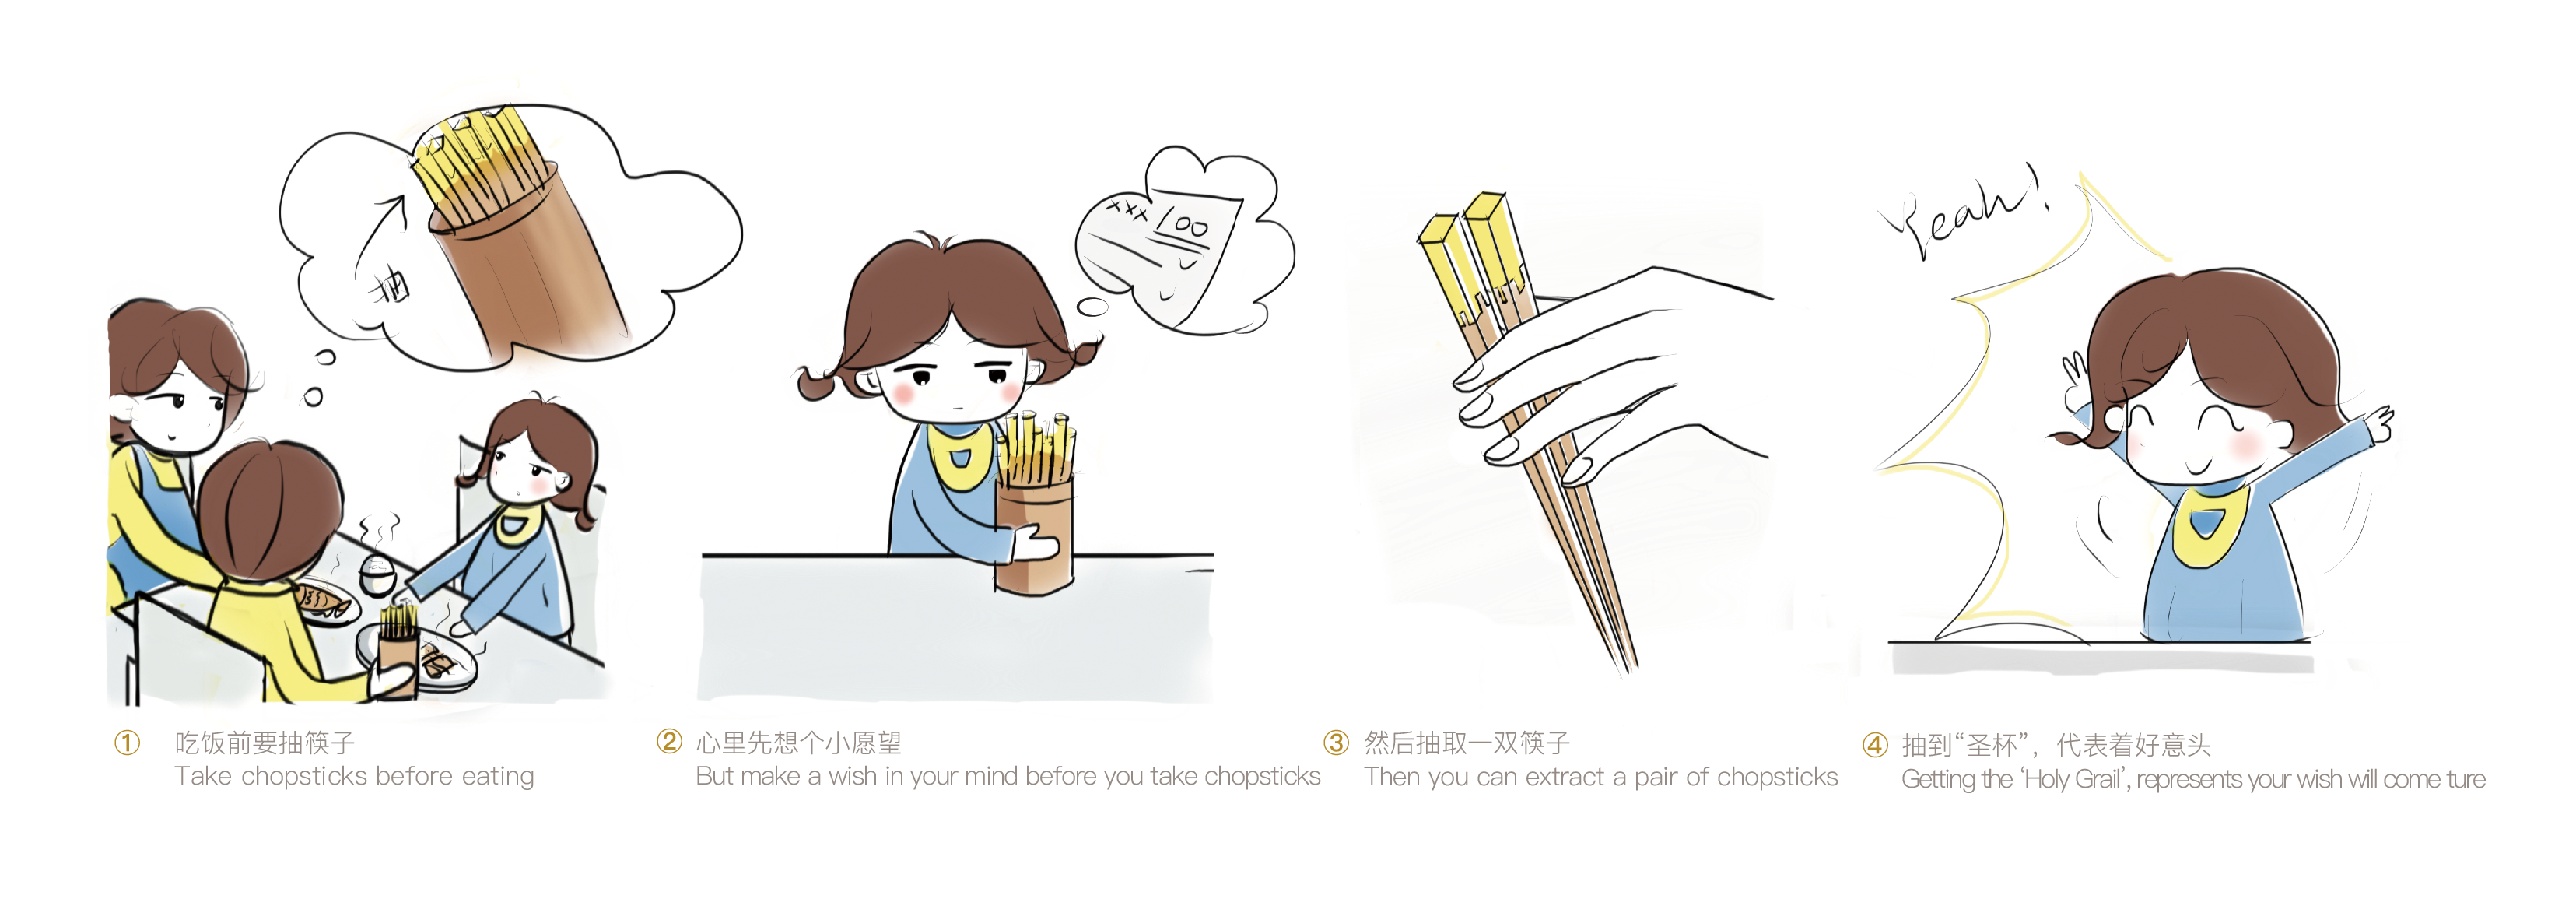 抽
xxx 100
Yeah!
① 吃饭前要抽筷子
Take chopsticks before eating
② 心里先想个小愿望
But make a wish in your mind before you take chopsticks
③ 然后抽取一双筷子
Then you can extract a pair of chopsticks
④ 抽到“圣杯”，代表着好意头
Getting the ‘Holy Grail’, represents your wish will come ture